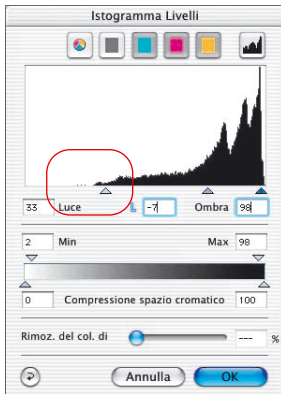 Istogramma Livelli
33 Luce L -7 Ombra 98
2 Min Max 98
0 Compressione spazio cromatico 100
Rimoz. del col. di --- %
Annulla OK